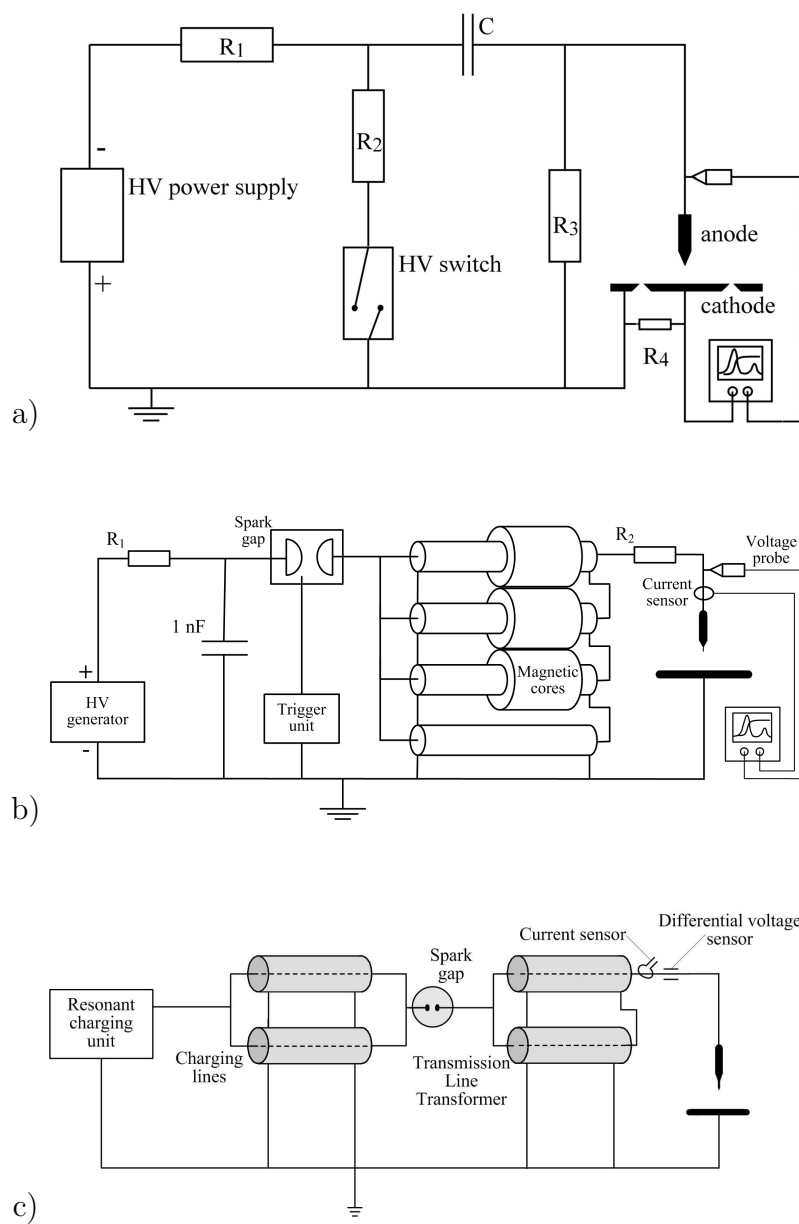 R₁
C
-
R₂
HV power supply
R₃
anode
HV switch
+
cathode
R₄
a)
Spark
gap
R₁
R₂
Voltage
probe
Current
sensor
1 nF
+
HV
generator
-
Trigger
unit
Magnetic
cores
b)
Differential voltage
sensor
Current sensor
Spark
gap
Resonant
charging
unit
Charging
lines
Transmission
Line
Transformer
c)